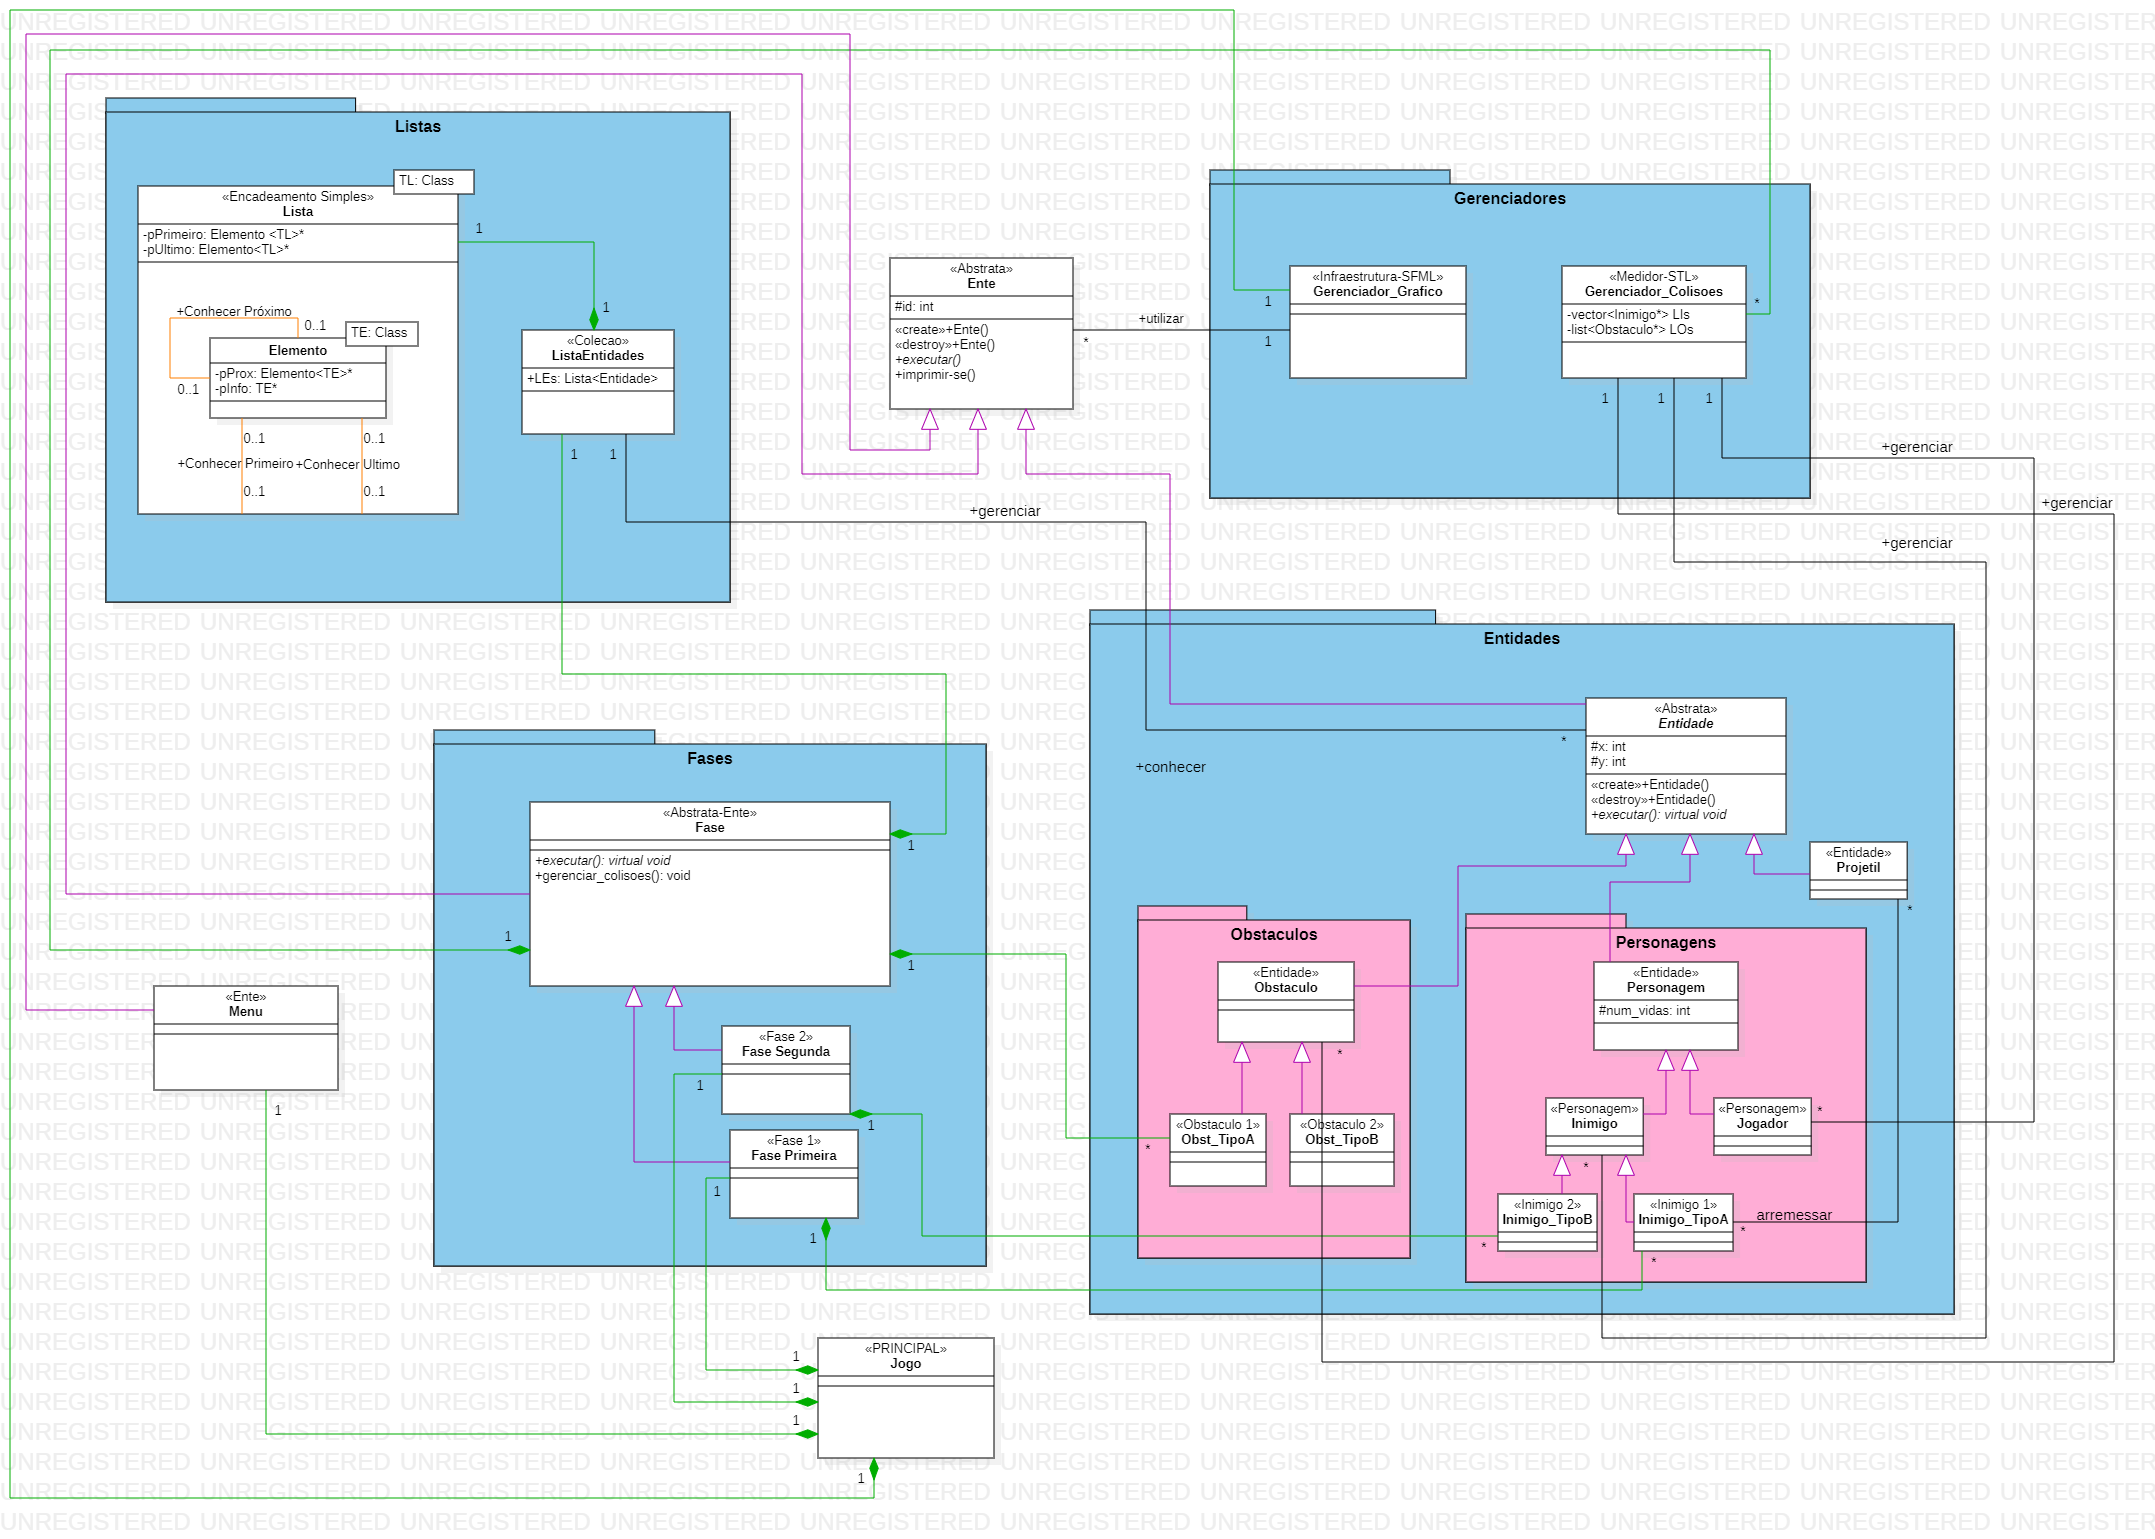 Listas
TL: Class
«Encadeamento Simples»
Lista
-pPrimeiro: Elemento <TL>*
-pUltimo: Elemento<TL>*
+Conhecer Próximo
0..1
TE: Class
Elemento
-pProx: Elemento<TE>*
-pInfo: TE*
0..1
0..1
0..1
+Conhecer Primeiro
+Conhecer Ultimo
0..1
0..1
1
1
«Colecao»
ListaEntidades
+LEs: Lista<Entidade>
1
1
«Abstrata»
Ente
#id: int
«create»+Ente()
«destroy»+Ente()
+executar()
+imprimir-se()
+utilizar
*
Gerenciadores
«Infraestrutura-SFML»
Gerenciador_Grafico
1
1
«Medidor-STL»
Gerenciador_Colisoes
-vector<Inimigo*> LIs
-list<Obstaculo*> LOs
*
1
1
1
+gerenciar
+gerenciar
+gerenciar
+gerenciar
Entidades
«Abstrata»
Entidade
#x: int
#y: int
«create»+Entidade()
«destroy»+Entidade()
+executar(): virtual void
*
+conhecer
«Entidade»
Projetil
*
Obstaculos
«Entidade»
Obstaculo
*
«Obstaculo 1»
Obst_TipoA
*
«Obstaculo 2»
Obst_TipoB
Personagens
«Entidade»
Personagem
#num_vidas: int
«Personagem»
Inimigo
*
«Personagem»
Jogador
*
«Inimigo 2»
Inimigo_TipoB
*
«Inimigo 1»
Inimigo_TipoA
*
*
arremessar
Fases
«Abstrata-Ente»
Fase
+executar(): virtual void
+gerenciar_colisoes(): void
1
1
1
«Fase 2»
Fase Segunda
1
1
«Fase 1»
Fase Primeira
1
1
«Ente»
Menu
1
«PRINCIPAL»
Jogo
1
1
1
1
UNREGISTERED